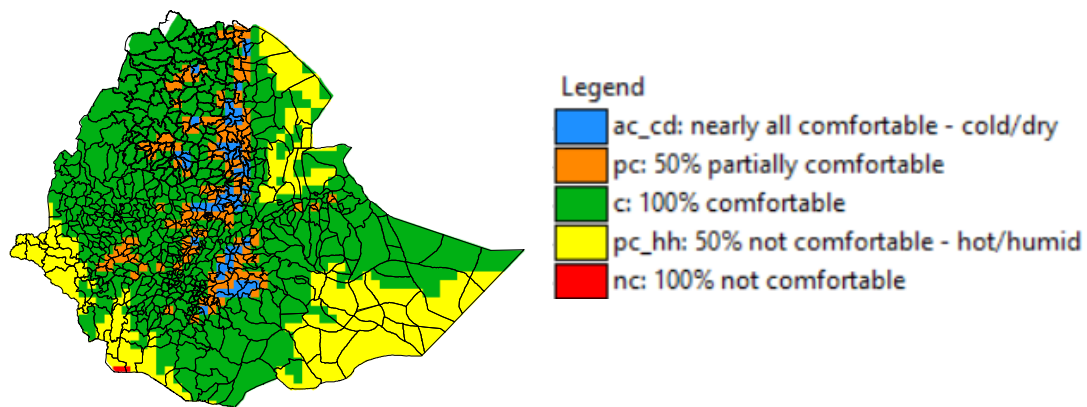 Legend
ac_cd: nearly all comfortable - cold/dry
pc: 50% partially comfortable
c: 100% comfortable
pc_hh: 50% not comfortable - hot/humid
nc: 100% not comfortable